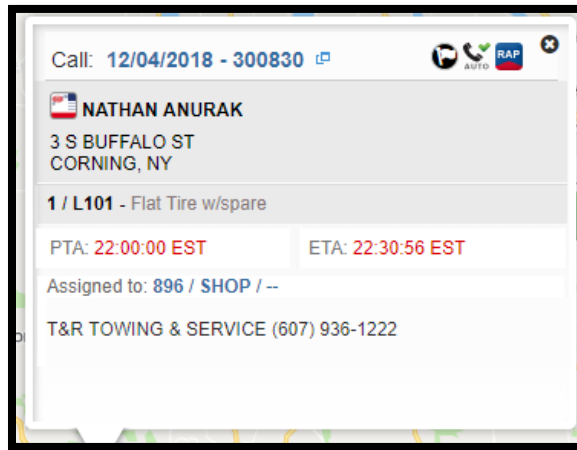 Call: 12/04/2018 - 300830
AUTO
RAP
NATHAN ANURAK
3 S BUFFALO ST
CORNING, NY
1 / L101 - Flat Tire w/spare
PTA: 22:00:00 EST ETA: 22:30:56 EST
Assigned to: 896 / SHOP / --
T&R TOWING & SERVICE (607) 936-1222